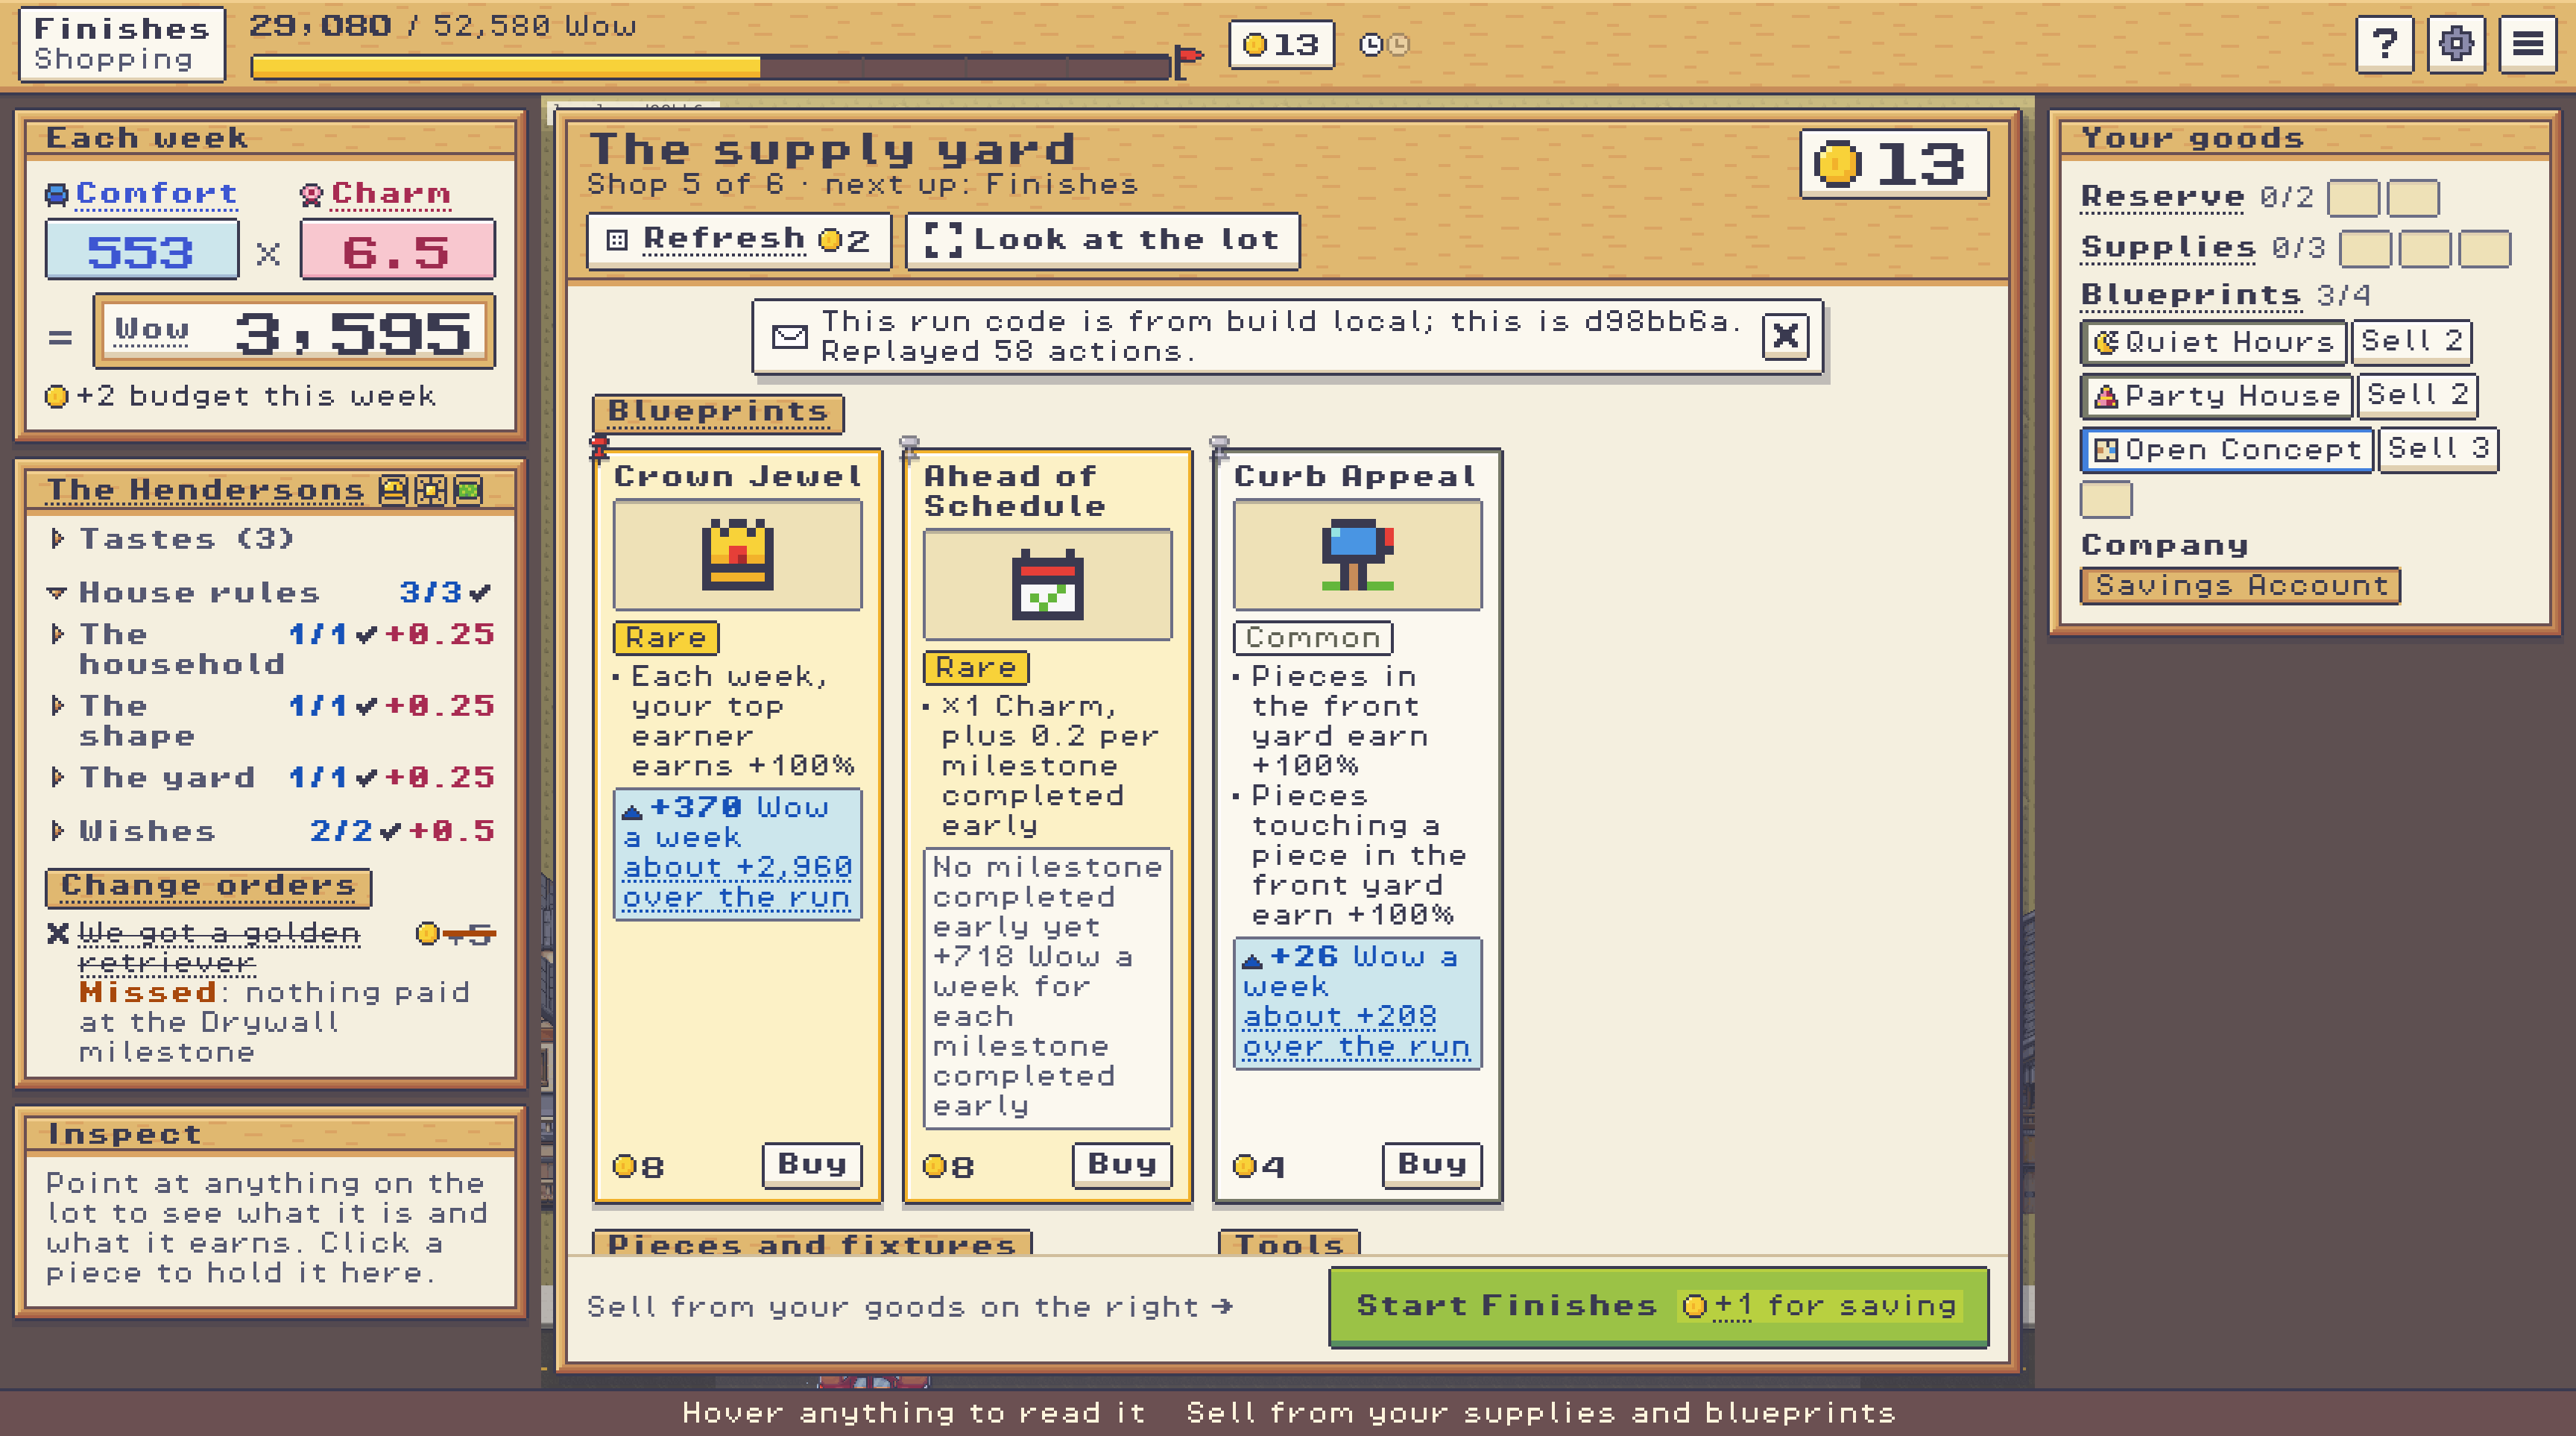 Finishes
Shopping
29,080 / 52,580 Wow
13
?
Each week
Comfort
Charm
553 x 6.5
= Wow 3,595
+2 budget this week
The Hendersons
Tastes (3)
House rules 3/3
The household 1/1 +0.25
The shape 1/1 +0.25
The yard 1/1 +0.25
Wishes 2/2 +0.5
Change orders
We got a golden +5
retriever
Missed: nothing paid
at the Drywall
milestone
Inspect
Point at anything on the
lot to see what it is and
what it earns. Click a
piece to hold it here.
The supply yard
Shop 5 of 6 · next up: Finishes
13
Refresh 2
Look at the lot
This run code is from build local; this is d98bb6a.
Replayed 58 actions.
Blueprints
Crown Jewel
Rare
Each week,
your top
earner
earns +100%
+370 Wow
a week
about +2,960
over the run
8 Buy
Ahead of
Schedule
Rare
x1 Charm,
plus 0.2 per
milestone
completed
early
No milestone
completed
early yet
+718 Wow a
week for
each
milestone
completed
early
8 Buy
Curb Appeal
Common
Pieces in
the front
yard earn
+100%
Pieces
touching a
piece in the
front yard
earn +100%
+26 Wow a
week
about +208
over the run
4 Buy
Pieces and fixtures
Tools
Sell from your goods on the right →
Start Finishes +1 for saving
Your goods
Reserve 0/2
Supplies 0/3
Blueprints 3/4
Quiet Hours Sell 2
Party House Sell 2
Open Concept Sell 3
Company
Savings Account
Hover anything to read it Sell from your supplies and blueprints